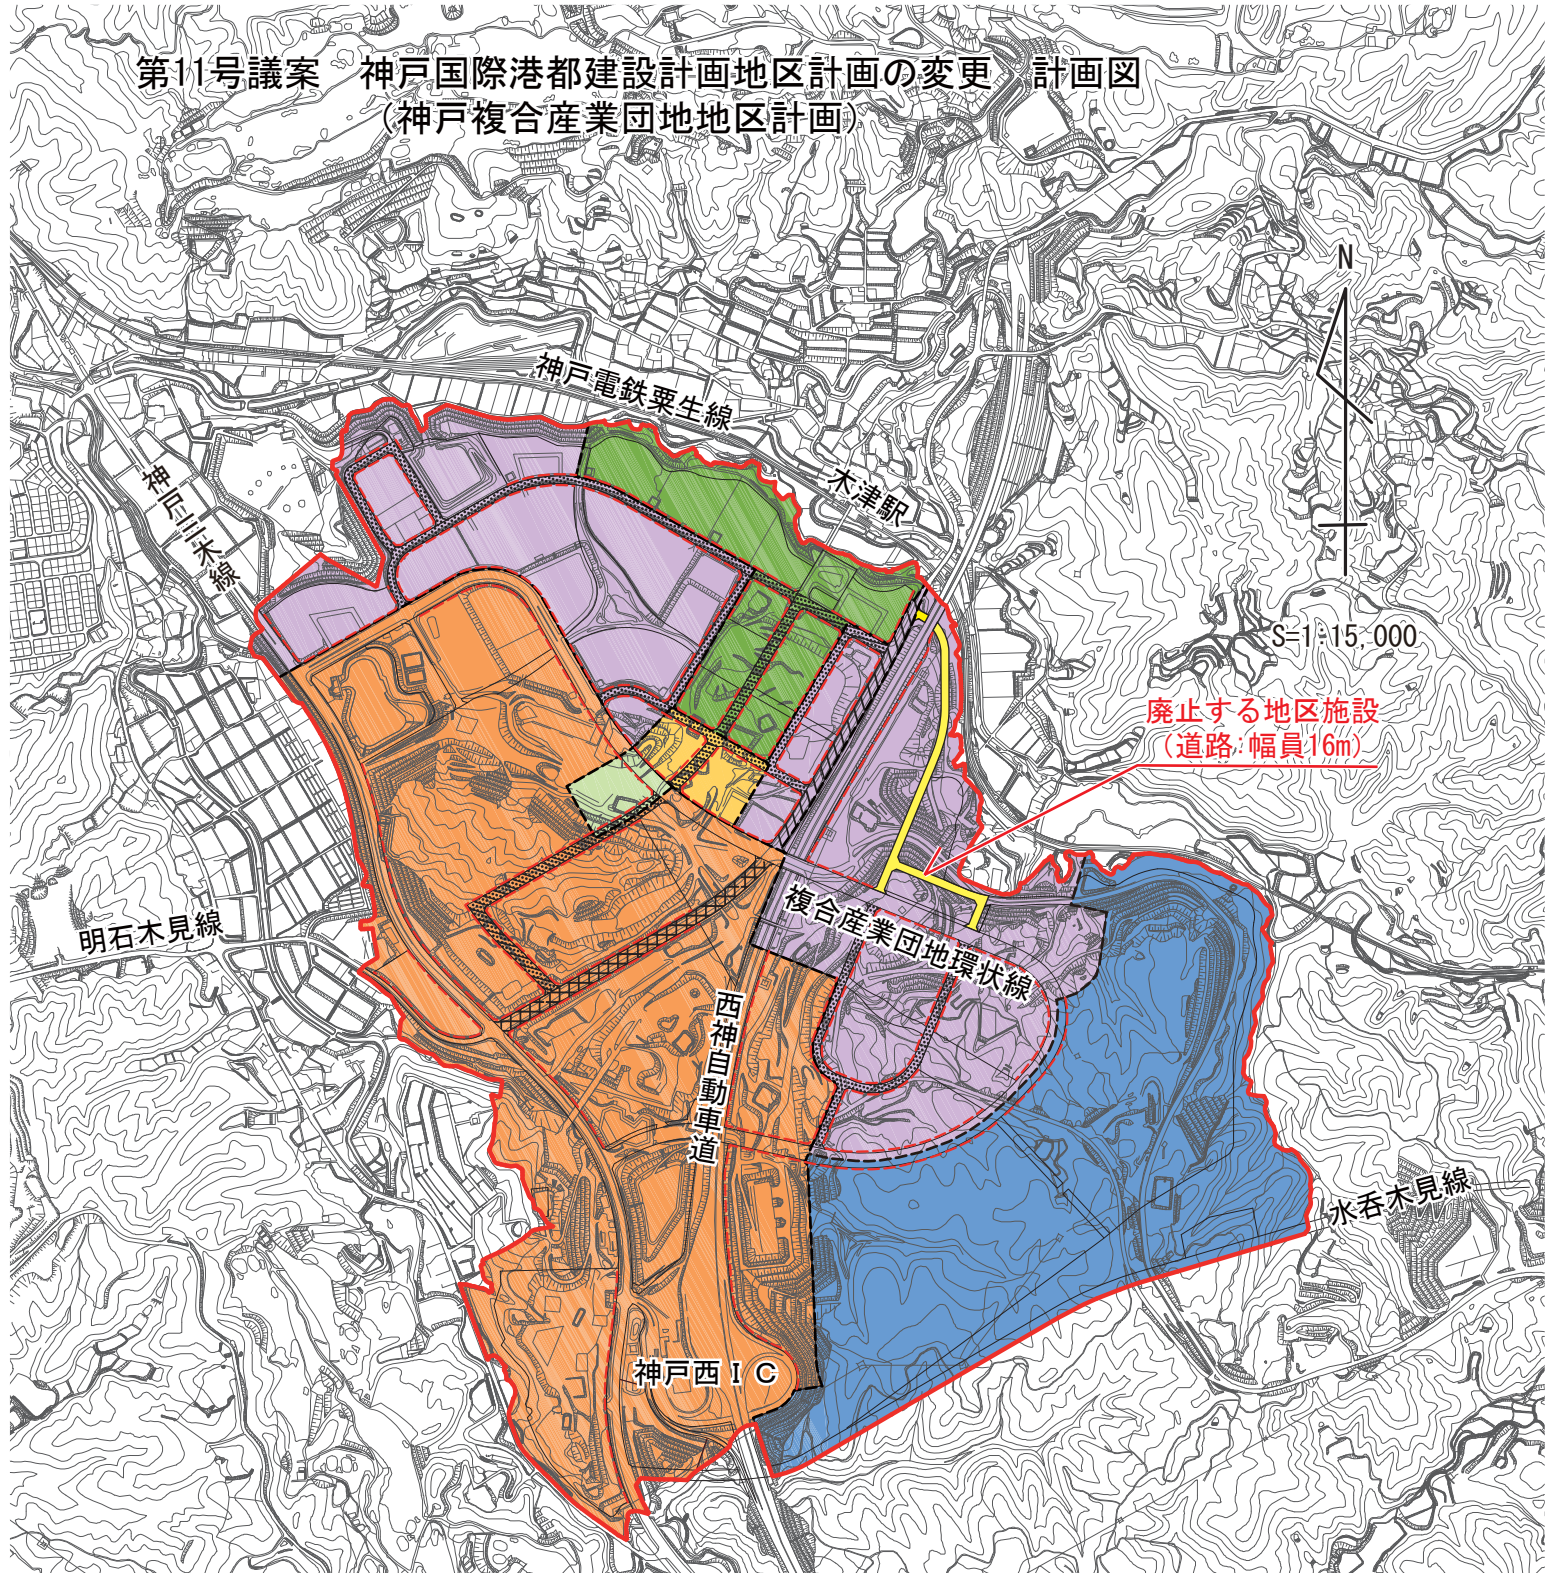 第11号議案　神戸国際港都建設計画地区計画の変更　計画図
(神戸複合産業団地地区計画)
N
神戸電鉄粟生線
木津駅
神戸三木線
S=1:15,000
廃止する地区施設
(道路:幅員16m)
複合産業団地環状線
明石木見線
西神自動車道
水呑木見線
神戸西IC